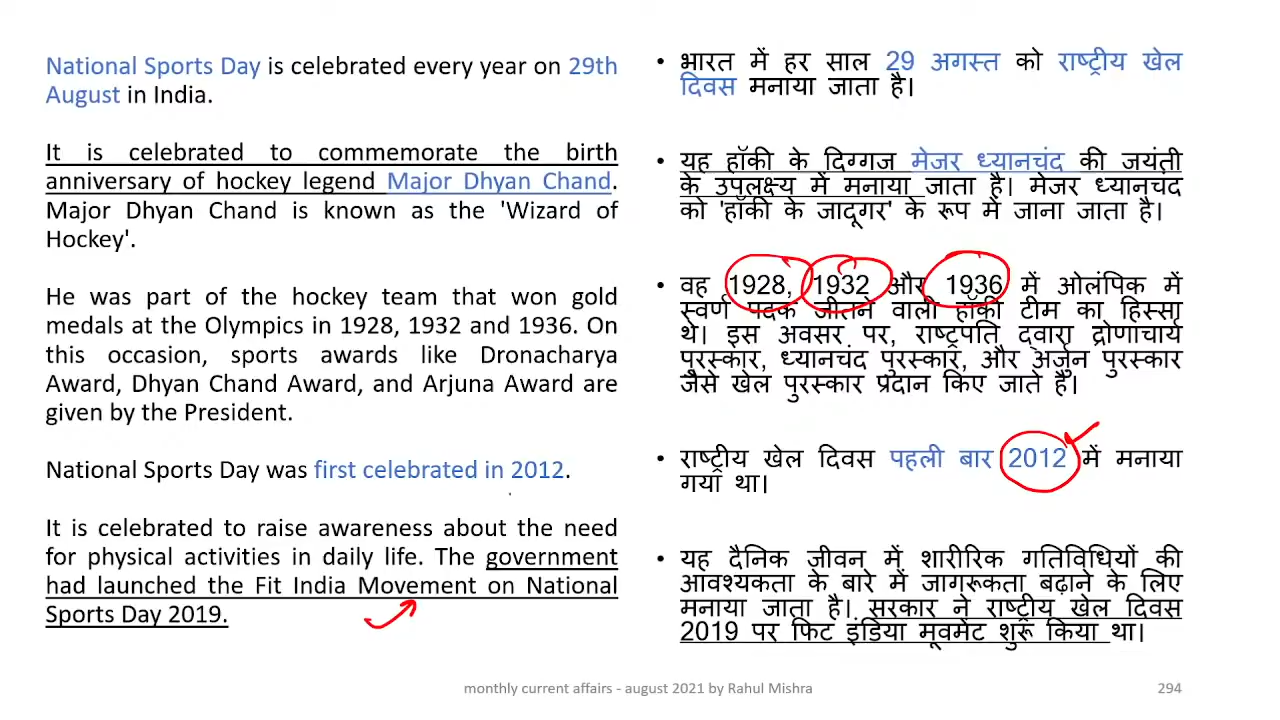 National Sports Day is celebrated every year on 29th
August in India.
It is celebrated to commemorate the birth
anniversary of hockey legend Major Dhyan Chand.
Major Dhyan Chand is known as the 'Wizard of
Hockey'.
He was part of the hockey team that won gold
medals at the Olympics in 1928, 1932 and 1936. On
this occasion, sports awards like Dronacharya
Award, Dhyan Chand Award, and Arjuna Award are
given by the President.
National Sports Day was first celebrated in 2012.
It is celebrated to raise awareness about the need
for physical activities in daily life. The government
had launched the Fit India Movement on National
Sports Day 2019.
• भारत में हर साल 29 अगस्त को राष्ट्रीय खेल
दिवस मनाया जाता है।
• यह हॉकी के दिग्गज मेजर ध्यानचंद की जयंती
के उपलक्ष्य में मनाया जाता है। मेजर ध्यानचंद
को 'हॉकी के जादूगर' के रूप में जाना जाता है।
• वह 1928, 1932 और 1936 में ओलंपिक में
स्वर्ण पदक जीतने वाली हॉकी टीम का हिस्सा
थे। इस अवसर पर, राष्ट्रपति द्वारा द्रोणाचार्य
पुरस्कार, ध्यानचंद पुरस्कार, और अर्जुन पुरस्कार
जैसे खेल पुरस्कार प्रदान किए जाते हैं।
• राष्ट्रीय खेल दिवस पहली बार 2012 में मनाया
गया था।
• यह दैनिक जीवन में शारीरिक गतिविधियों की
आवश्यकता के बारे में जागरूकता बढ़ाने के लिए
मनाया जाता है। सरकार ने राष्ट्रीय खेल दिवस
2019 पर फिट इंडिया मूवमेंट शुरू किया था।
monthly current affairs - august 2021 by Rahul Mishra
294